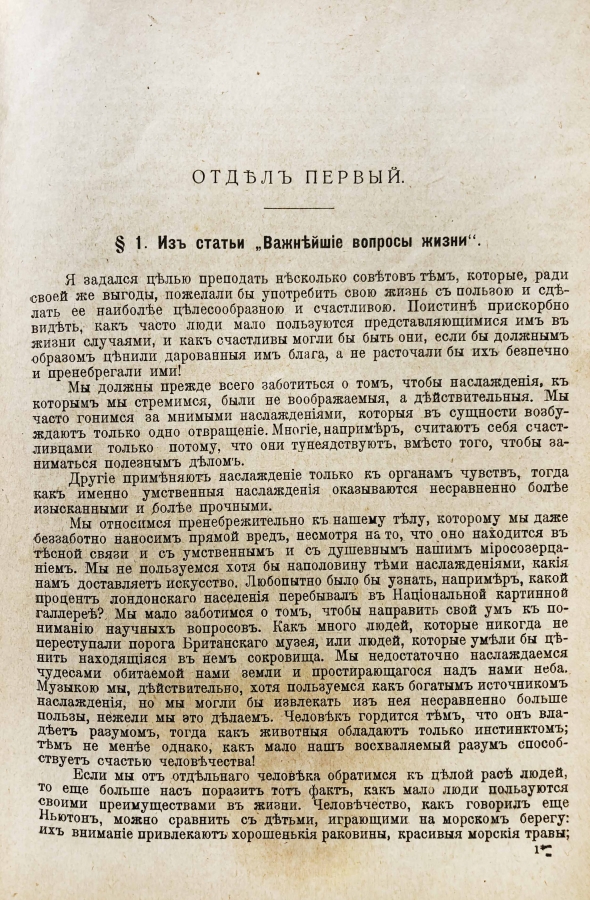 ОТДѢЛЪ ПЕРВЫЙ.
§ 1. Изъ статьи „Важнѣйшіе вопросы жизни“.
Я задался цѣлью преподать нѣсколько совѣтовъ тѣмъ, которые, ради
своей же выгоды, пожелали бы употребить свою жизнь съ пользою и сдѣ-
лать ее наиболѣе цѣлесообразною и счастливою. Поистинѣ прискорбно
видѣть, какъ часто люди мало пользуются представляющимися имъ въ
жизни случаями, и какъ счастливы могли бы быть они, если бы должнымъ
образомъ цѣнили дарованныя имъ блага, а не расточали бы ихъ безпечно
и пренебрегали ими!
Мы должны прежде всего заботиться о томъ, чтобы наслажденія, къ
которымъ мы стремимся, были не воображаемыя, а дѣйствительныя. Мы
часто гонимся за мнимыми наслажденіями, которыя въ сущности возбу-
ждаютъ только одно отвращеніе. Многіе, напримѣръ, считаютъ себя счаст-
ливцами только потому, что они тунеядствуютъ, вмѣсто того, чтобы за-
ниматься полезнымъ дѣломъ.
Другіе примѣняютъ наслажденіе только къ органамъ чувствъ, тогда
какъ именно умственныя наслажденія оказываются несравненно болѣе
изысканными и болѣе прочными.
Мы относимся пренебрежительно къ нашему тѣлу, которому мы даже
беззаботно наносимъ прямой вредъ, несмотря на то, что оно находится въ
тѣсной связи и съ умственнымъ и съ душевнымъ нашимъ міросозерца-
ніемъ. Мы не пользуемся хотя бы наполовину тѣми наслажденіями, какія
намъ доставляетъ искусство. Любопытно было бы узнать, напримѣръ, какой
процентъ лондонскаго населенія перебывалъ въ Національной картинной
галлереѣ? Мы мало заботимся о томъ, чтобы направить свой умъ къ по-
ниманію научныхъ вопросовъ. Какъ много людей, которые никогда не
переступали порога Британскаго музея, или людей, которые умѣли бы цѣ-
нить находящіяся въ немъ сокровища. Мы недостаточно наслаждаемся
чудесами обитаемой нами земли и простирающагося надъ нами неба.
Музыкою мы, дѣйствительно, хотя пользуемся какъ богатымъ источникомъ
наслажденія, но мы могли бы извлекать изъ нея несравненно больше
пользы, нежели мы это дѣлаемъ. Человѣкъ гордится тѣмъ, что онъ вла-
дѣетъ разумомъ, тогда какъ животныя обладаютъ только инстинктомъ;
тѣмъ не менѣе однако, какъ мало нашъ восхваляемый разумъ способ-
ствуетъ счастью человѣчества!
Если мы отъ отдѣльнаго человѣка обратимся къ цѣлой расѣ людей,
то еще больше насъ поразить тотъ фактъ, какъ мало люди пользуются
своими преимуществами въ жизни. Человѣчество, какъ говорилъ еще
Ньютонъ, можно сравнить съ дѣтьми, играющими на морскомъ берегу:
ихъ вниманіе привлекаютъ хорошенькія раковины, красивыя морскія травы;
1*